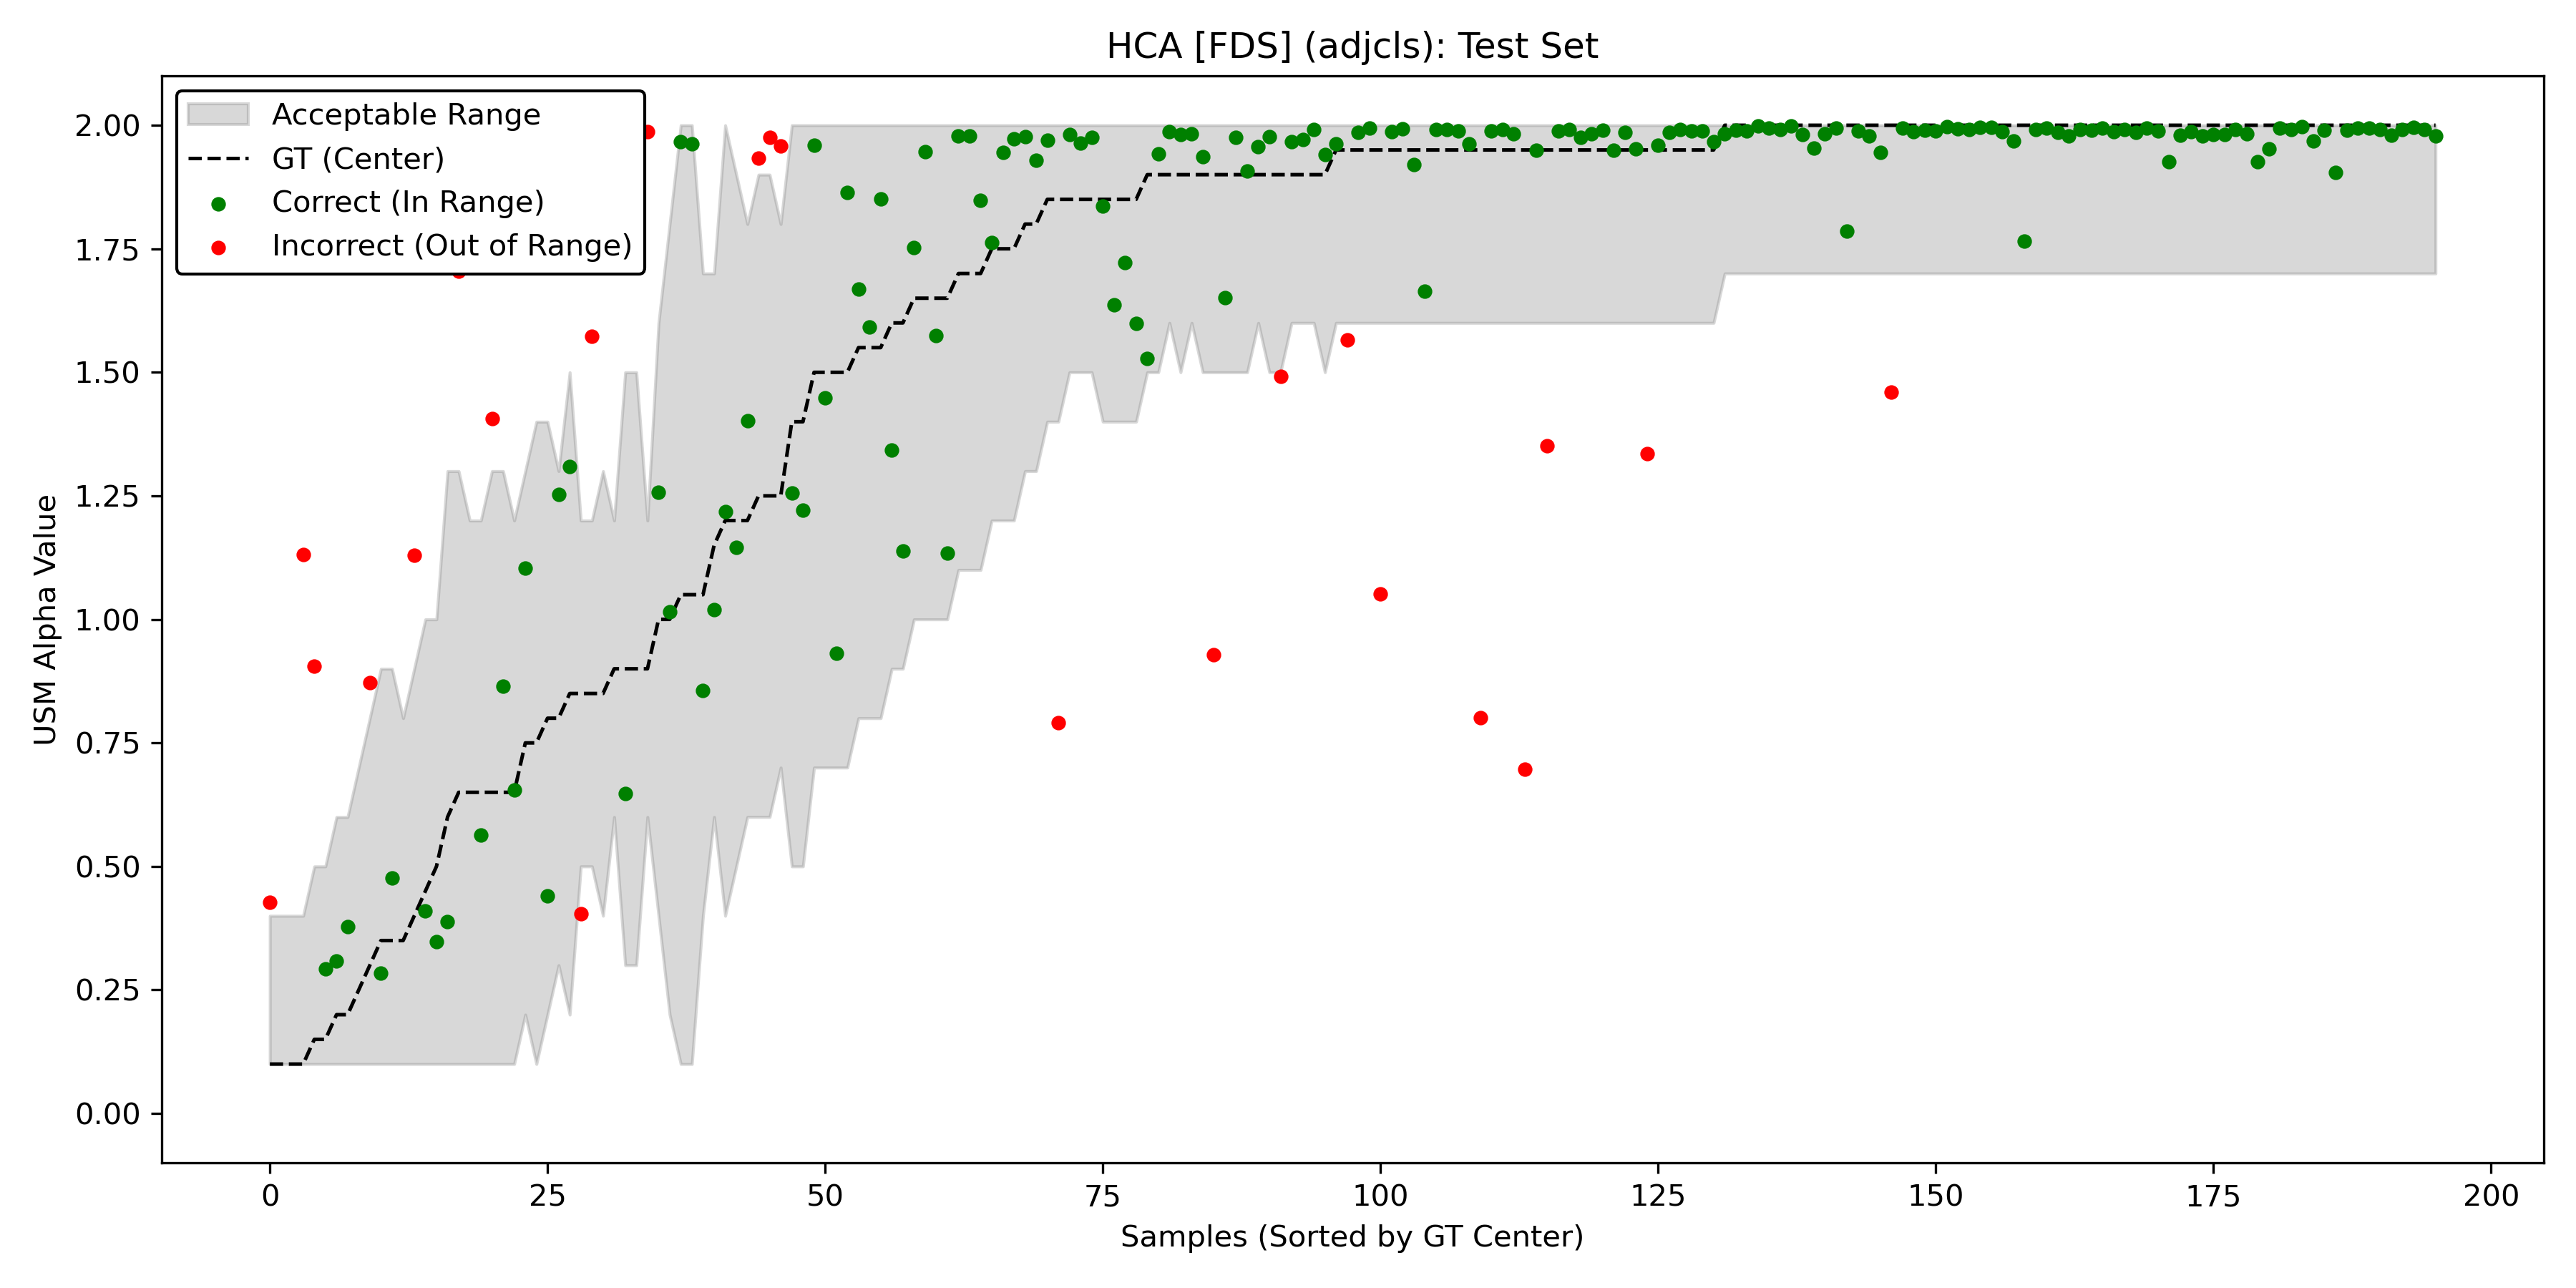 HCA [FDS] (adjcls): Test Set
Acceptable Range
GT (Center)
Correct (In Range)
Incorrect (Out of Range)
USM Alpha Value
2.00
1.75
1.50
1.25
1.00
0.75
0.50
0.25
0.00
0 25 50 75 100 125 150 175 200
Samples (Sorted by GT Center)